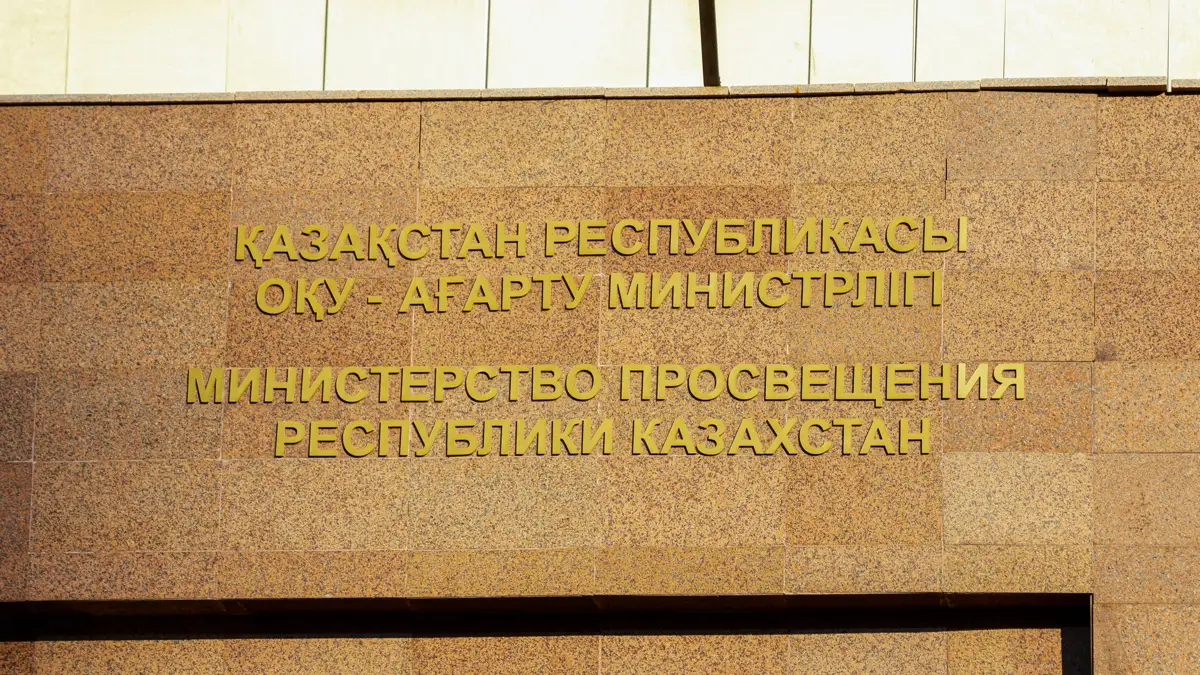 ҚАЗАҚСТАН РЕСПУБЛИКАСЫ
ОҚУ - АҒАРТУ МИНИСТРЛІГІ
МИНИСТЕРСТВО ПРОСВЕЩЕНИЯ
РЕСПУБЛИКИ КАЗАХСТАН